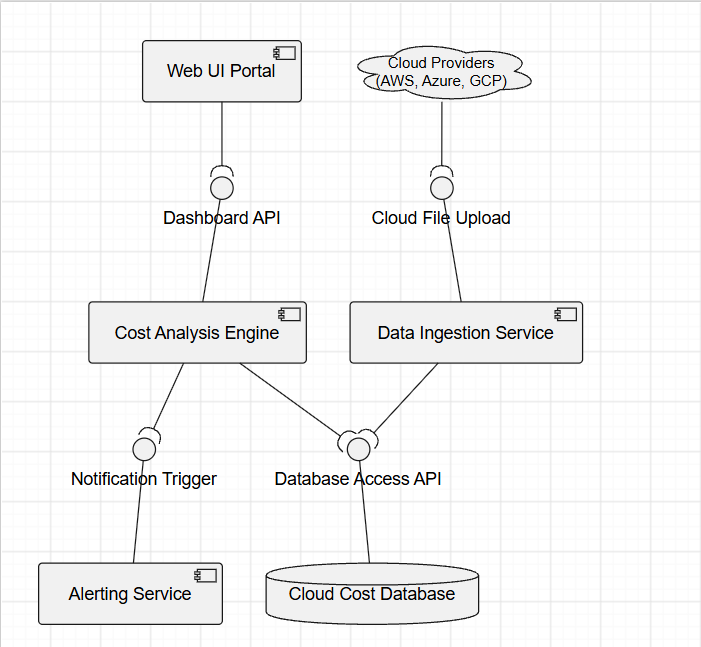 Web UI Portal
Cloud Providers
(AWS, Azure, GCP)
Dashboard API
Cloud File Upload
Cost Analysis Engine
Data Ingestion Service
Notification Trigger
Database Access API
Alerting Service
Cloud Cost Database